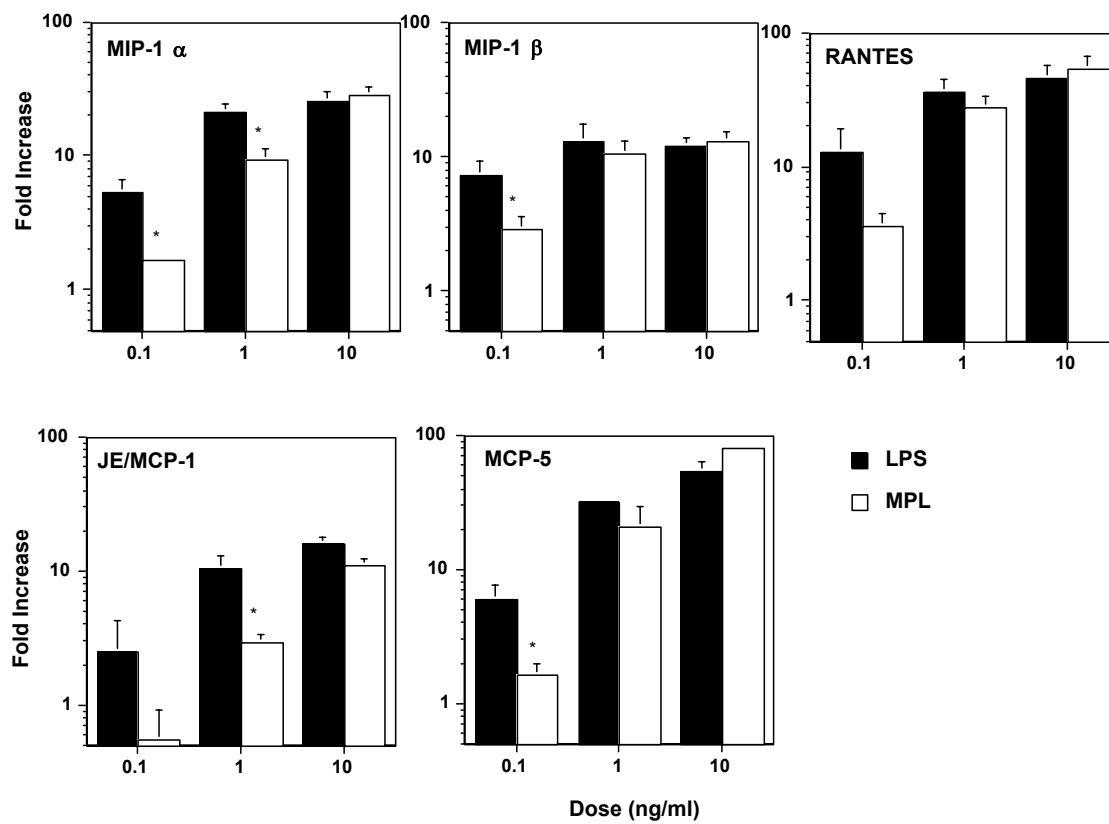 MIP-1 α
MIP-1 β
RANTES
100
10
1
Fold Increase
0.1 1 10
*
*
100
10
1
0.1 1 10
*
100
10
1
0.1 1 10
JE/MCP-1
MCP-5
LPS
MPL
100
10
1
Fold Increase
0.1 1 10
*
100
10
1
0.1 1 10
*
Dose (ng/ml)